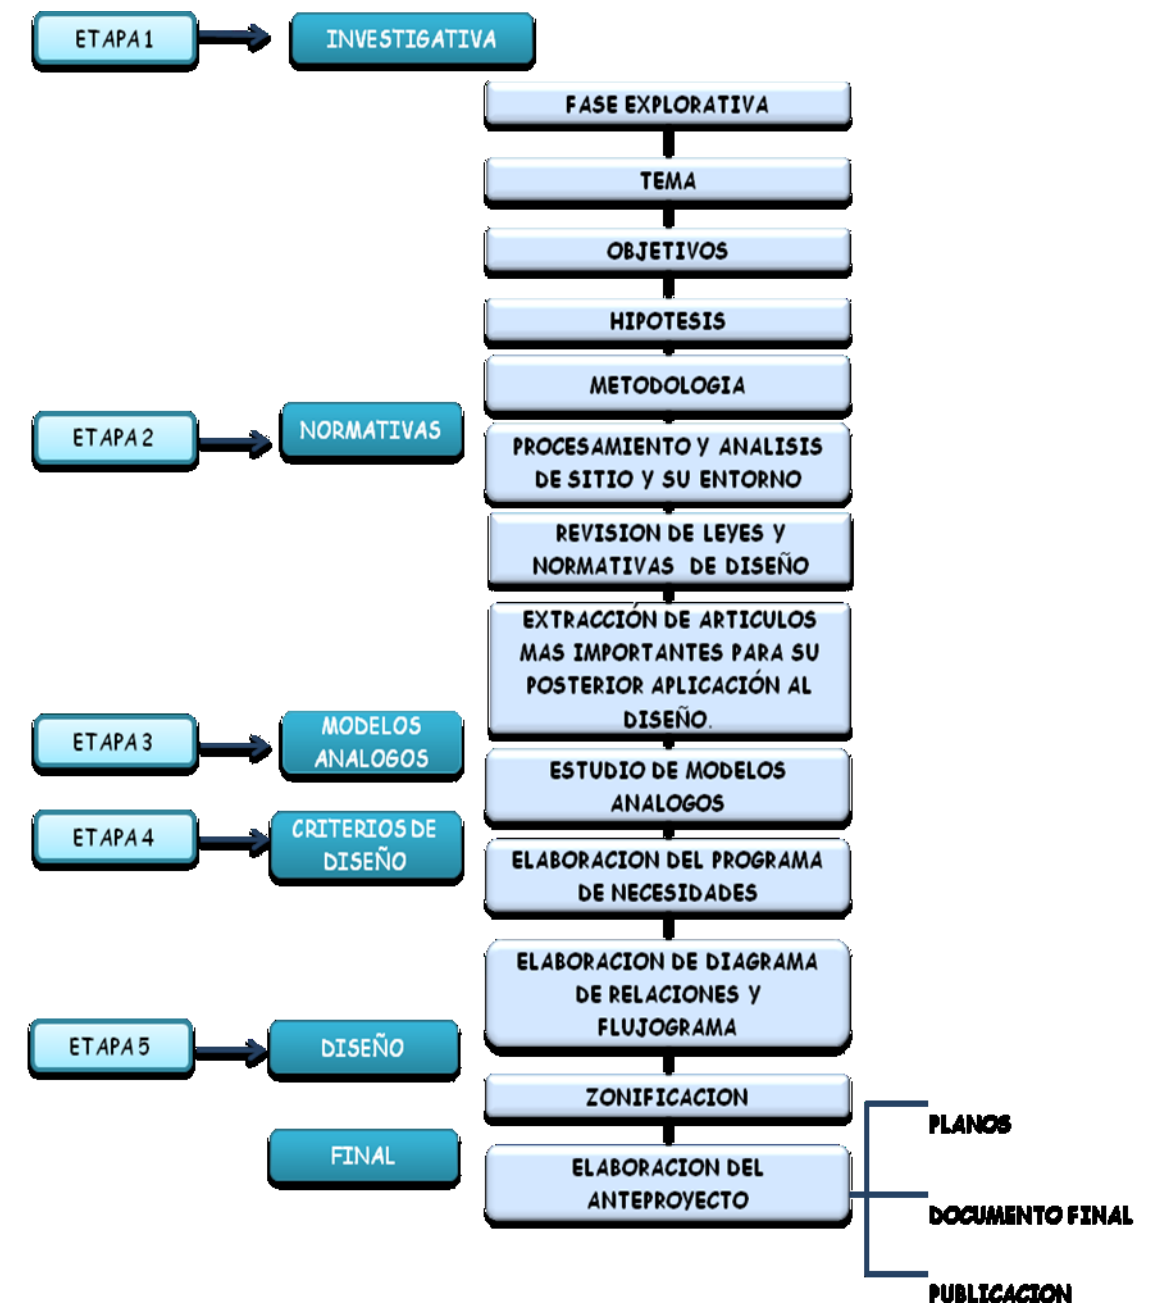 ETAPA 1
INVESTIGATIVA
FASE EXPLORATIVA
TEMA
OBJETIVOS
HIPOTESIS
METODOLOGIA
ETAPA 2
NORMATIVAS
PROCESAMIENTO Y ANALISIS
DE SITIO Y SU ENTORNO
REVISION DE LEYES Y
NORMATIVAS DE DISEÑO
EXTRACCIÓN DE ARTICULOS
MAS IMPORTANTES PARA SU
POSTERIOR APLICACIÓN AL
DISEÑO.
ETAPA 3
MODELOS
ANALOGOS
ESTUDIO DE MODELOS
ANALOGOS
ETAPA 4
CRITERIOS DE
DISEÑO
ELABORACION DEL PROGRAMA
DE NECESIDADES
ELABORACION DE DIAGRAMA
DE RELACIONES Y
FLUJOGRAMA
ETAPA 5
DISEÑO
ZONIFICACION
FINAL
ELABORACION DEL
ANTEPROYECTO
PLANOS
DOCUMENTO FINAL
PUBLICACION